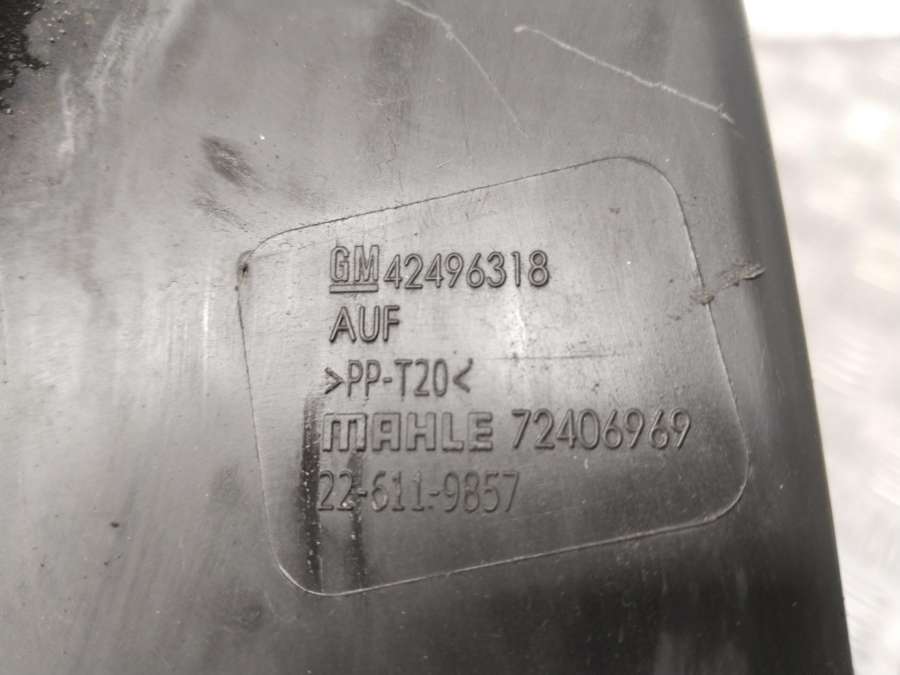 GM 42496318
AUF
>PP-T20<
MAHLE 72406969
22-611-9857